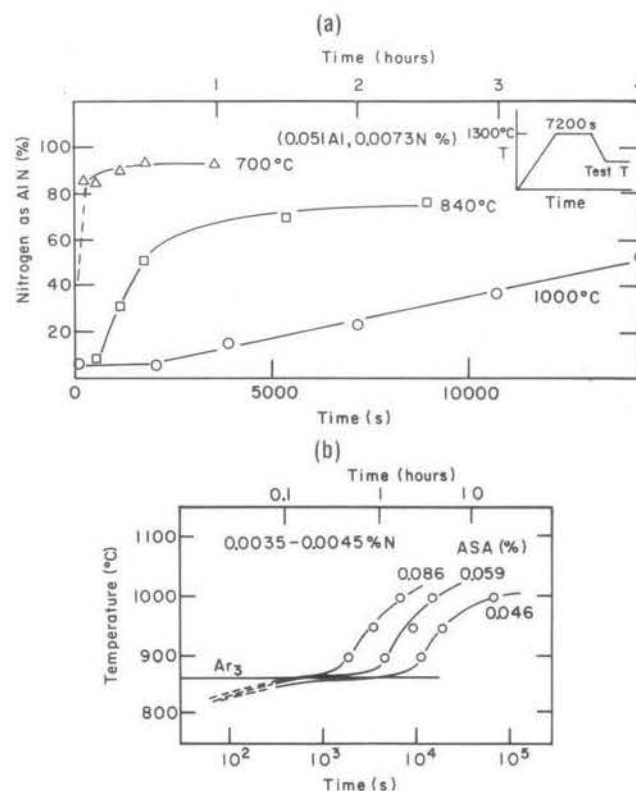 (a)
Time (hours)
1 2 3
100
80
60
40
20
Nitrogen as AlN (%)
(0.051Al, 0.0073N %)
700°C
840°C
1000°C
1300°C
T
7200 s
Test T
Time
0 5000 10000
Time (s)
(b)
Time (hours)
0.1 1 10
1100
1000
900
800
Temperature (°C)
0.0035-0.0045%N
ASA (%)
0.086 0.059
0.046
Ar3
10² 10³ 10⁴ 10⁵
Time (s)